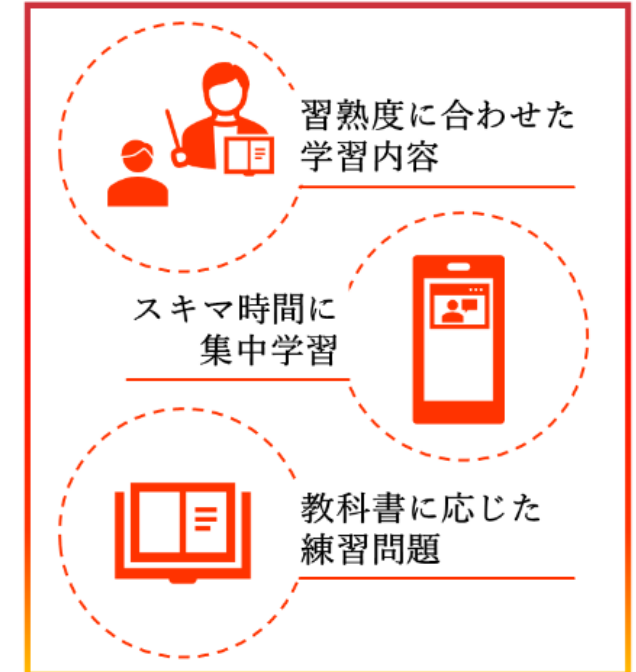 習熟度に合わせた
学習内容
スキマ時間に
集中学習
教科書に応じた
練習問題